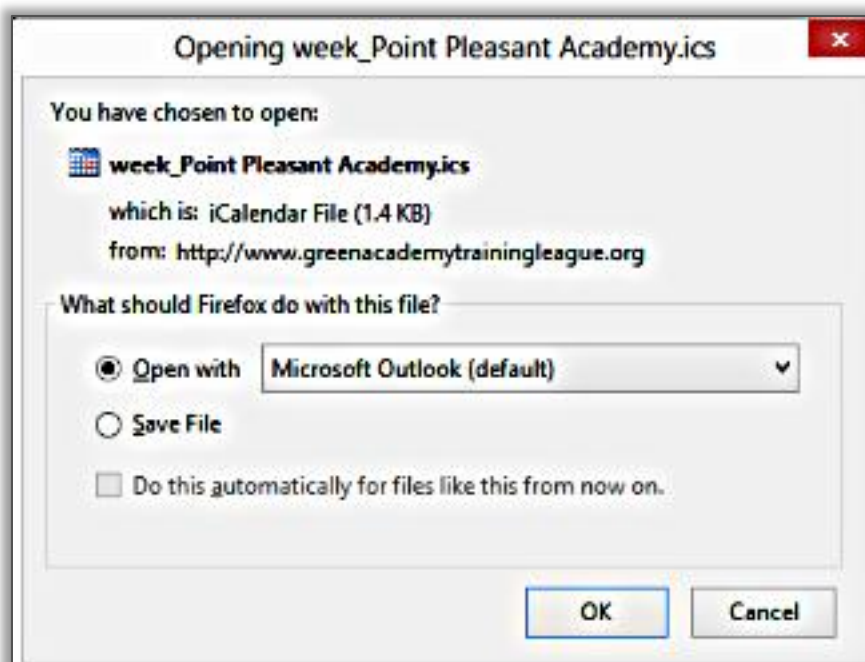 Opening week_Point Pleasant Academy.ics
You have chosen to open:
week_Point Pleasant Academy.ics
which is: iCalendar File (1.4 KB)
from: http://www.greenacademytrainingleague.org
What should Firefox do with this file?
Open with Microsoft Outlook (default)
Save File
Do this automatically for files like this from now on.
OK Cancel